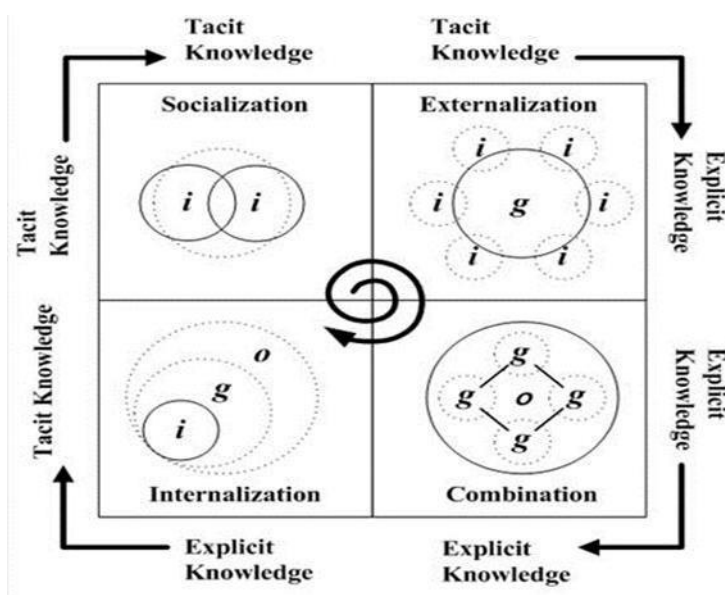 Tacit
Knowledge
Tacit
Knowledge
Socialization
Externalization
i i
i i
i g i
i i
Tacit
Knowledge
Explicit
Knowledge
o
g
i
g
g o g
g
Tacit Knowledge
Explicit
Knowledge
Internalization
Combination
Explicit
Knowledge
Explicit
Knowledge